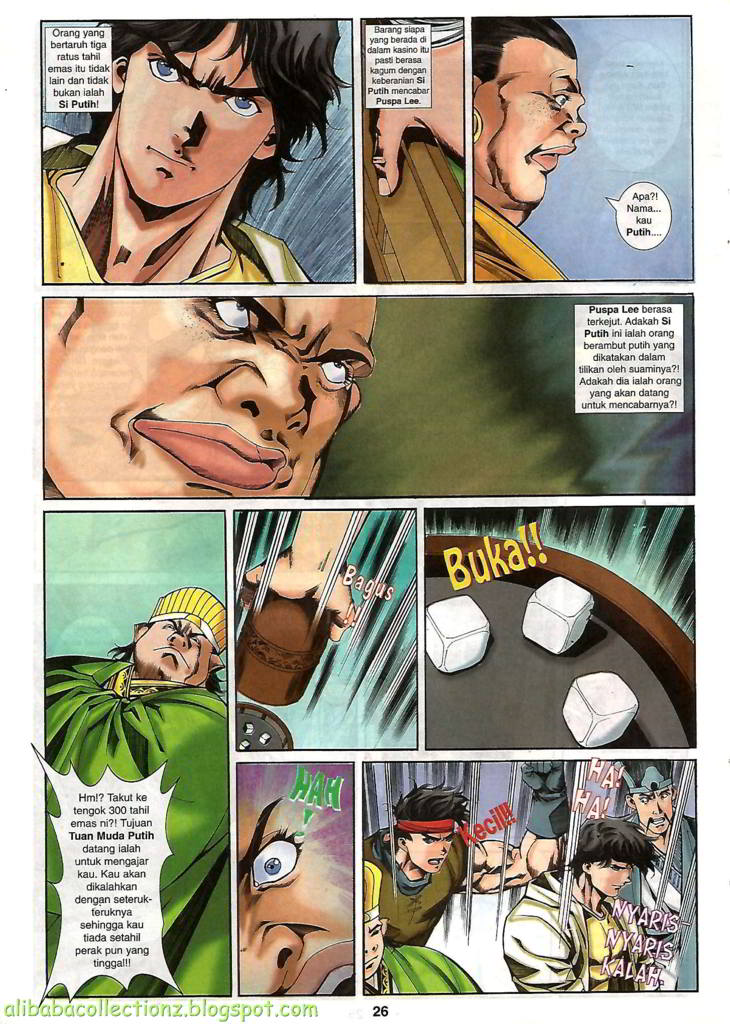 Orang yang
bertaruh tiga
ratus tahil
emas itu tidak
lain dan tidak
bukan ialah
Si Putih!
Barang siapa
yang berada di
dalam kasino itu
pasti berasa
kagum dengan
keberanian Si
Putih mencabar
Puspa Lee.
Apa?!
Nama...
kau
Putih....
Puspa Lee berasa
terkejut. Adakah Si
Putih ini ialah orang
berambut putih yang
dikatakan dalam
tilikan oleh suaminya?!
Adakah dia ialah orang
yang akan datang
untuk mencabarnya?!
Hm!? Takut ke
tengok 300 tahil
emas ni?! Tujuan
Tuan Muda Putih
datang ialah
untuk mengajar
kau. Kau akan
dikalahkan
dengan seteruk-
feruknya
sehingga kau
tiada setahil
perak pun yang
tinggal!!!
Bagus
!!
Buka!!
HAH
!
Kecil!!!
HA!
HA!
NYARIS-
NYARIS
KALAH.
alibabacollectionz.blogspot.com
26